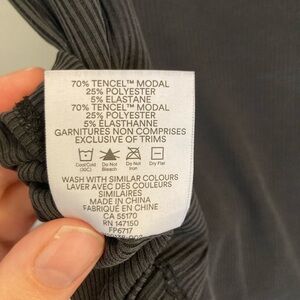 70% TENCEL™ MODAL
25% POLYESTER
5% ELASTANE
70% TENCEL™ MODAL
25% POLYESTER
5% ÉLASTHANNE
GARNITURES NON COMPRISES
EXCLUSIVE OF TRIMS
Cool Cold Do Not Do Not Dry Flat
(30C) Bleach Iron
WASH WITH SIMILAR COLOURS
LAVER AVEC DES COULEURS
SIMILAIRES
MADE IN CHINA
FABRIQUÉ EN CHINE
CA 55170
RN 147150
FP6717